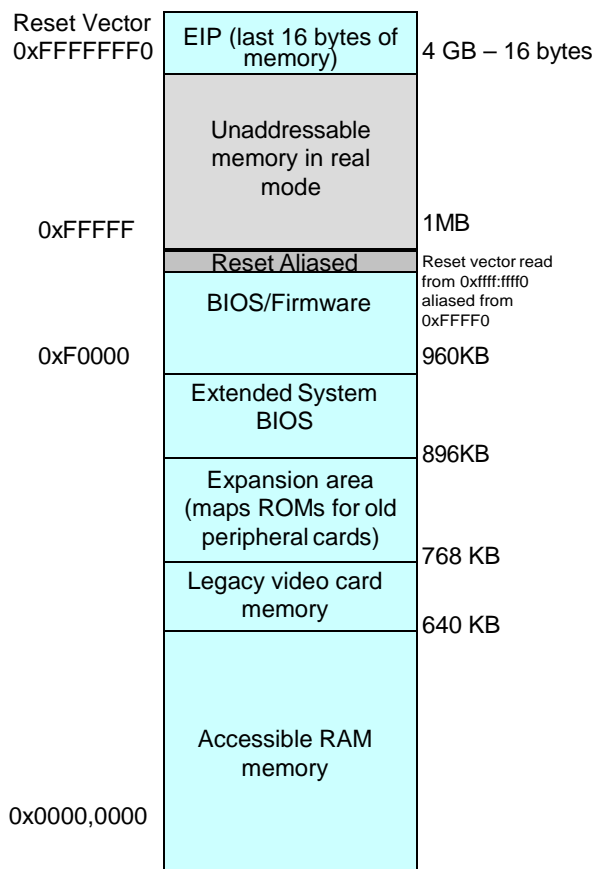 Reset Vector
0xFFFFFFF0
EIP (last 16 bytes of
memory)
4 GB – 16 bytes
Unaddressable
memory in real
mode
0xFFFFF
1MB
Reset Aliased
Reset vector read
from 0xffff:fff0
aliased from
0xFFFF0
BIOS/Firmware
0xF0000
960KB
Extended System
BIOS
896KB
Expansion area
(maps ROMs for old
peripheral cards)
768 KB
Legacy video card
memory
640 KB
Accessible RAM
memory
0x0000,0000